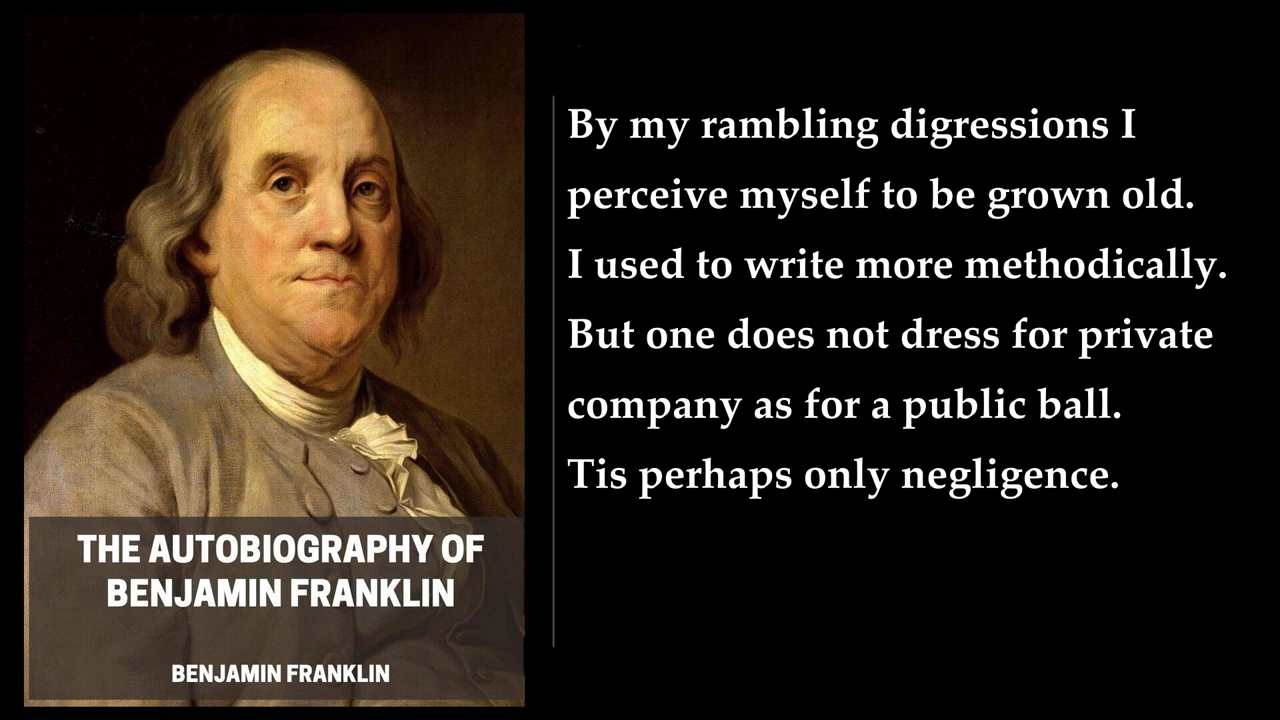 By my rambling digressions I
perceive myself to be grown old.
I used to write more methodically.
But one does not dress for private
company as for a public ball.
Tis perhaps only negligence.
THE AUTOBIOGRAPHY OF
BENJAMIN FRANKLIN
BENJAMIN FRANKLIN